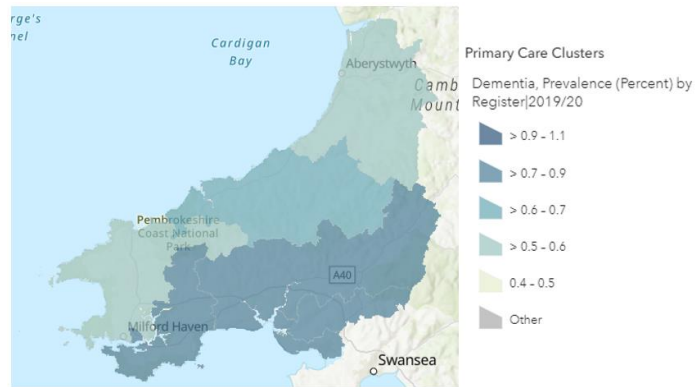 rge's
nel
Cardigan
Bay
Aberystwyth
Camb
Mount
Pembrokeshire
Coast National
Park
A40
Milford Haven
Swansea
Primary Care Clusters
Dementia, Prevalence (Percent) by
Register|2019/20
> 0.9 - 1.1
> 0.7 - 0.9
> 0.6 - 0.7
> 0.5 - 0.6
0.4 - 0.5
Other